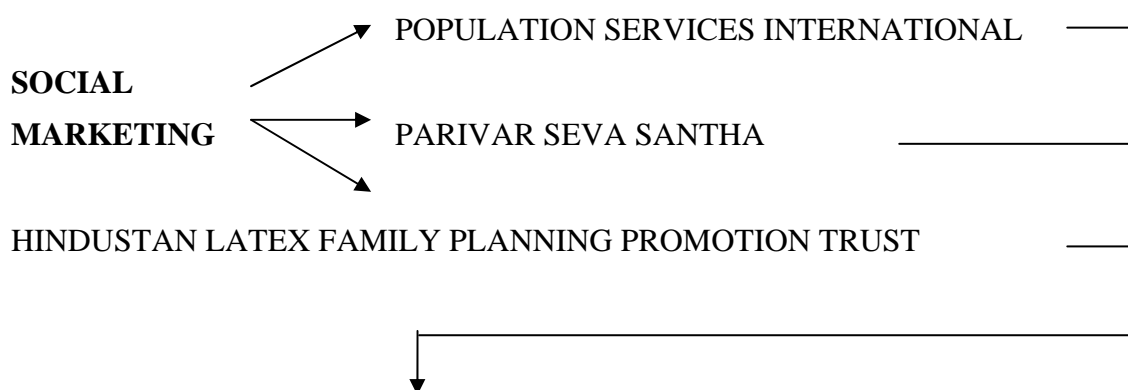 POPULATION SERVICES INTERNATIONAL
SOCIAL
MARKETING PARIVAR SEVA SANTHA
HINDUSTAN LATEX FAMILY PLANNING PROMOTION TRUST